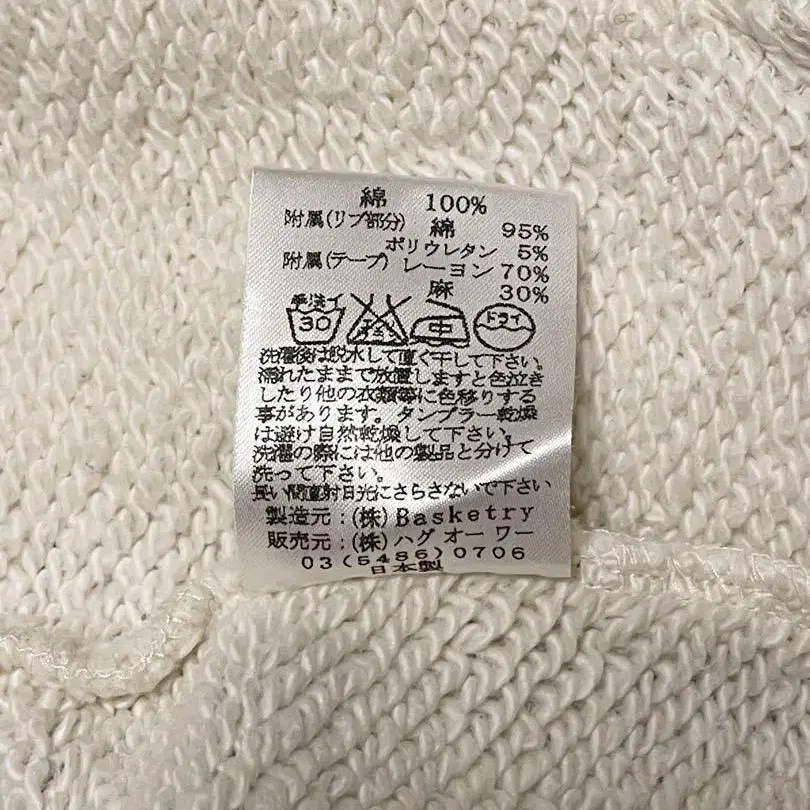 綿 100%
附属(リブ部分) 綿 95%
ポリウレタン 5%
附属(テープ) レーヨン 70%
麻 30%
手洗イ
30
ドライ
中
洗濯後は脱水して直ぐ干して下さい。
濡れたままで放置しますと色泣き
したり他の衣類等に色移りする
事があります。タンブラー乾燥
は避け自然乾燥して下さい。
洗濯の際には他の製品と分けて
洗って下さい。
長い間直射日光にさらさないで下さい
製造元:(株)Basketry
販売元:(株)ハグ オー ワー
03(5486)0706
日本製